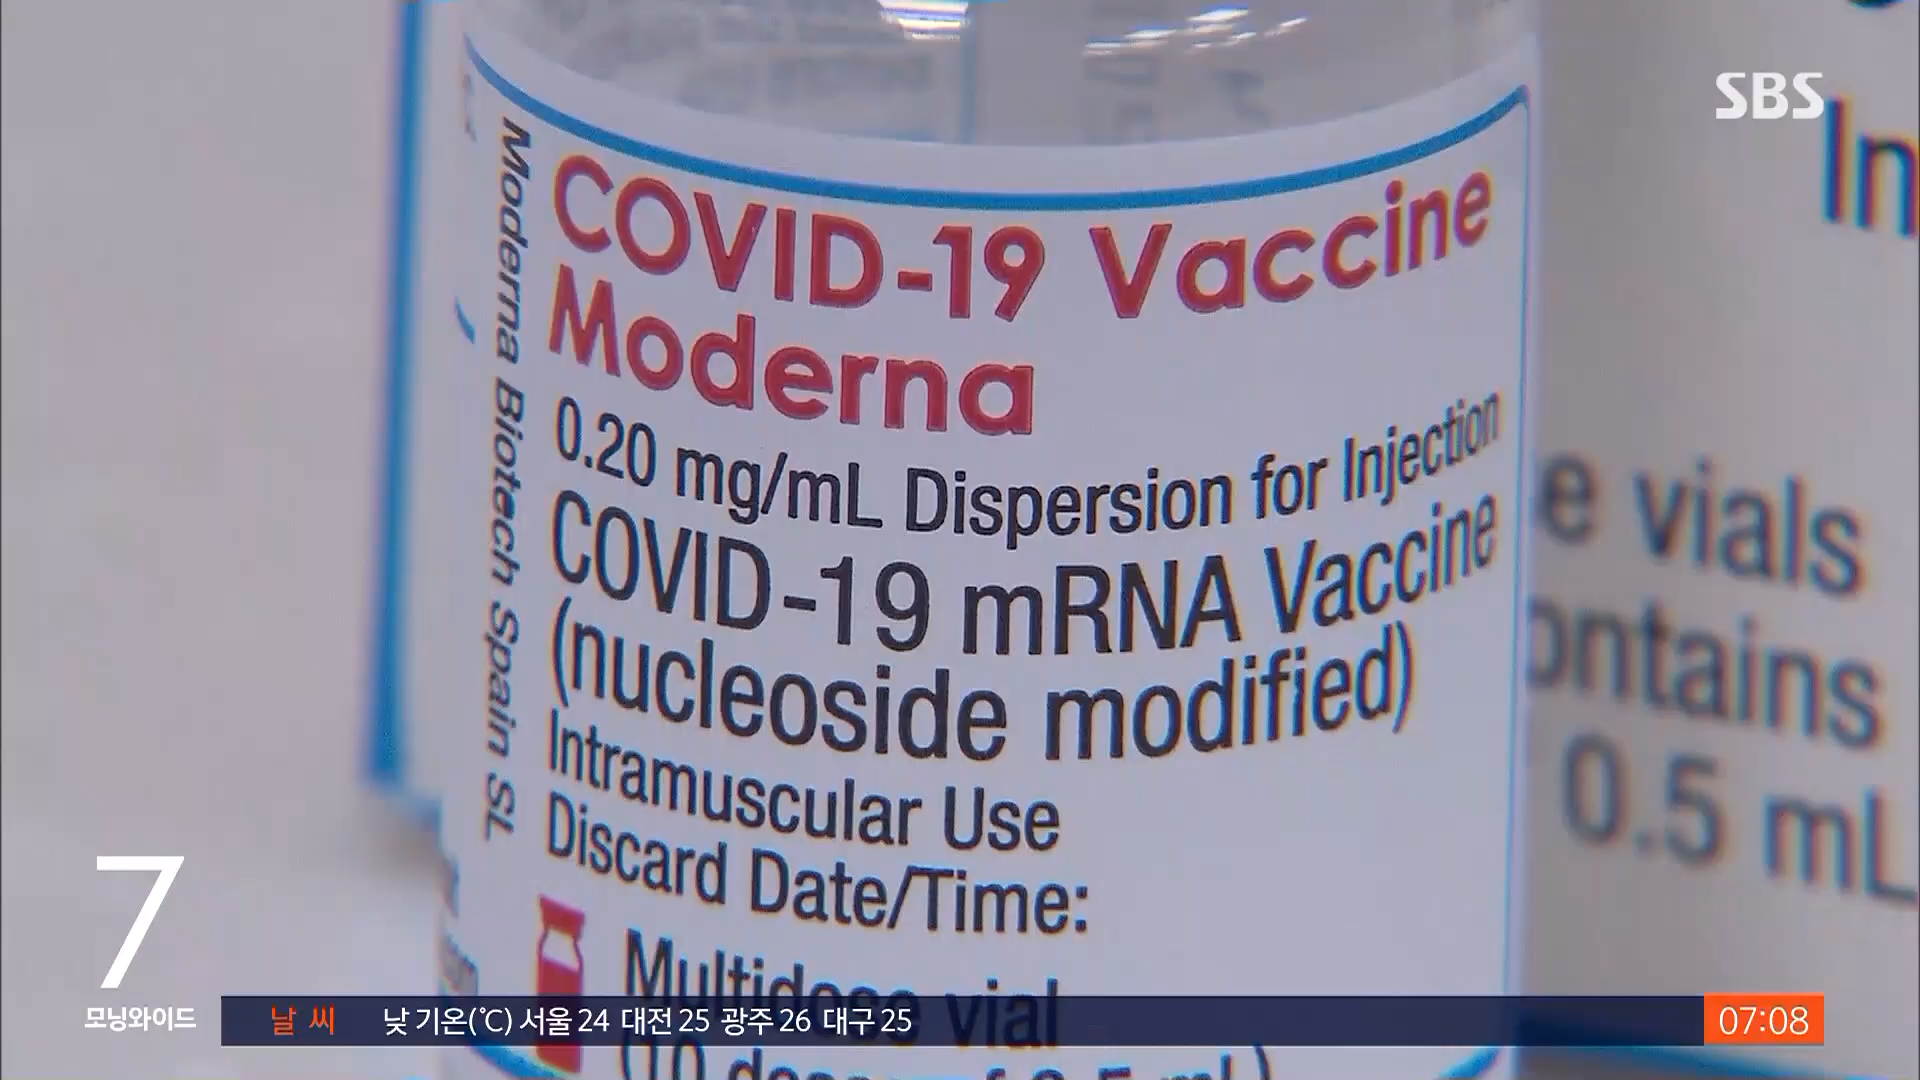 SBS
COVID-19 Vaccine
Moderna
0.20 mg/mL Dispersion for Injection
COVID-19 mRNA Vaccine
(nucleoside modified)
Intramuscular Use
Discard Date/Time:
Multidose vial
Moderna Biotech Spain SL
In
e vials
ontains
0.5 mL
7
모닝와이드
날씨 낮 기온(℃) 서울 24 대전 25 광주 26 대구 25
07:08